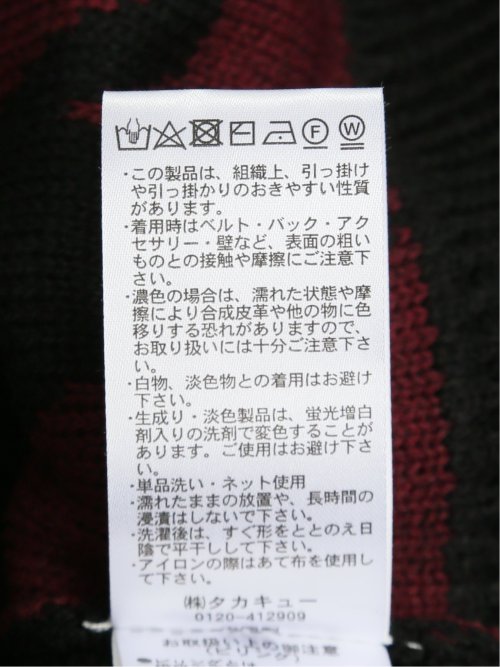 ・この製品は、組織上、引っ掛け
や引っ掛かりのおきやすい性質
があります。
・着用時はベルト・バック・アク
セサリー・壁など、表面の粗い
ものとの接触や摩擦にご注意下
さい。
・濃色の場合は、濡れた状態や摩
擦により合成皮革や他の物に色
移りする恐れがありますので、
お取り扱いには十分ご注意下さ
い。
・白物、淡色物との着用はお避け
下さい。
・生成り・淡色製品は、蛍光増白
剤入りの洗剤で変色することが
あります。ご使用はお避け下さ
い。
・単品洗い・ネット使用
・濡れたままの放置や、長時間の
浸漬はしないで下さい。
・洗濯後は、すぐ形をととのえ日
陰で平干しして下さい。
・アイロンの際はあて布を使用し
て下さい。
㈱タカキュー
0120-412909
お取扱い上の御注意
(ピリング)